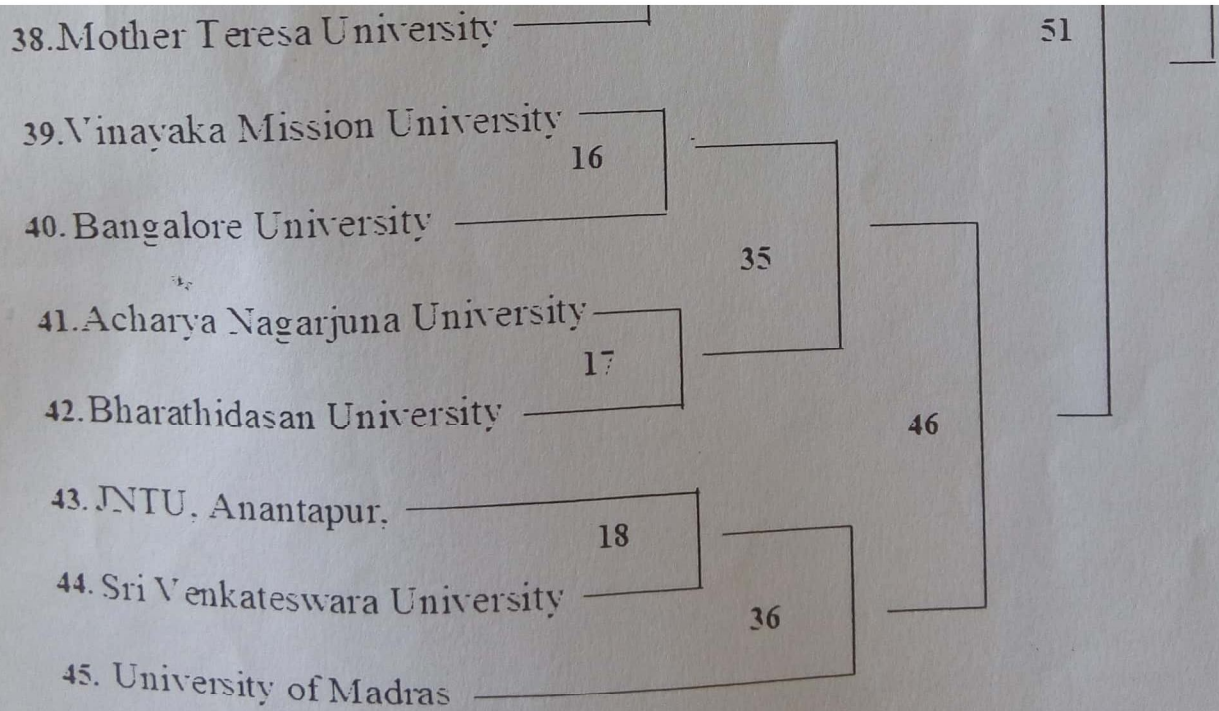 38.Mother Teresa University
51
39.Vinayaka Mission University
16
40. Bangalore University
35
41.Acharya Nagarjuna University
17
42.Bharathidasan University
46
43. JNTU, Anantapur,
18
44. Sri Venkateswara University
36
45. University of Madras